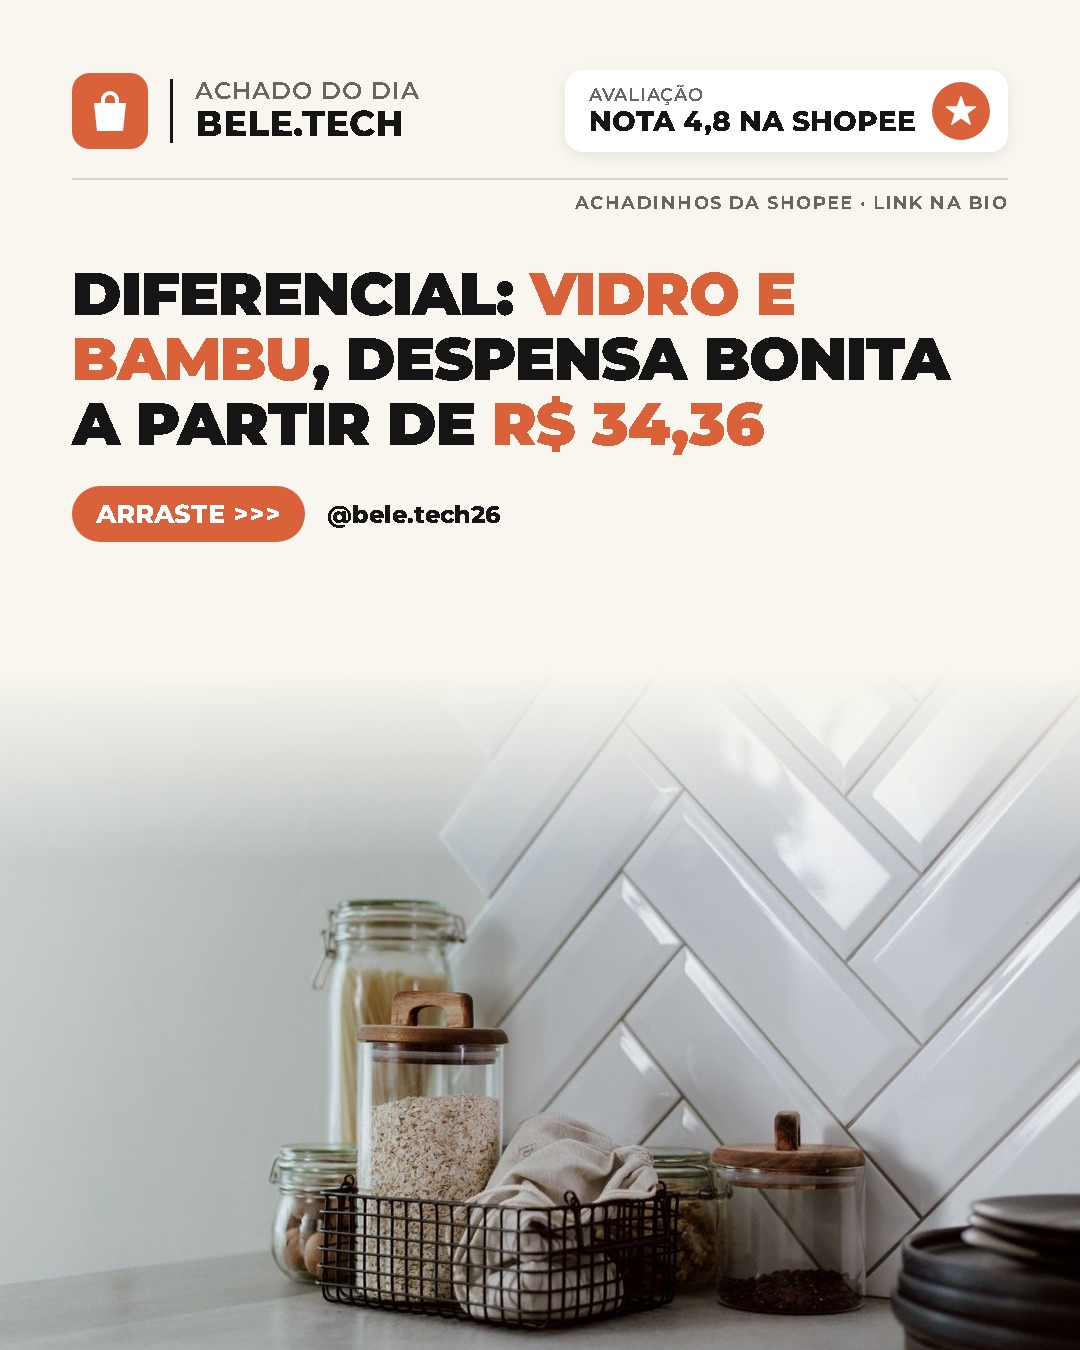 ACHADO DO DIA
BELE.TECH
AVALIAÇÃO
NOTA 4,8 NA SHOPEE
ACHADINHOS DA SHOPEE · LINK NA BIO
DIFERENCIAL: VIDRO E
BAMBU, DESPENSA BONITA
A PARTIR DE R$ 34,36
ARRASTE >>>
@bele.tech26